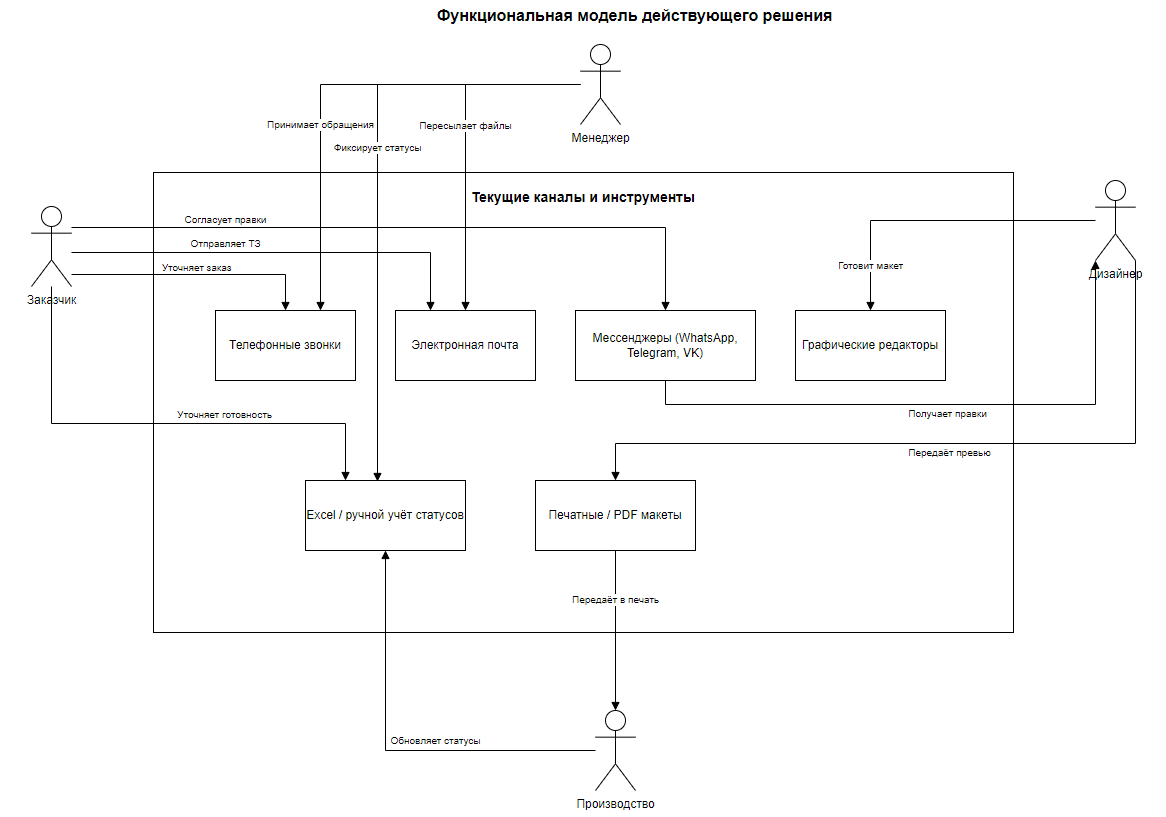 Функциональная модель действующего решения
Менеджер
Принимает обращения
Пересылает файлы
Фиксирует статусы
Текущие каналы и инструменты
Согласует правки
Отправляет ТЗ
Уточняет заказ
Готовит макет
Дизайнер
Заказчик
Телефонные звонки
Электронная почта
Мессенджеры (WhatsApp,
Telegram, VK)
Графические редакторы
Уточняет готовность
Получает правки
Передаёт превью
Excel / ручной учёт статусов
Печатные / PDF макеты
Передаёт в печать
Обновляет статусы
Производство